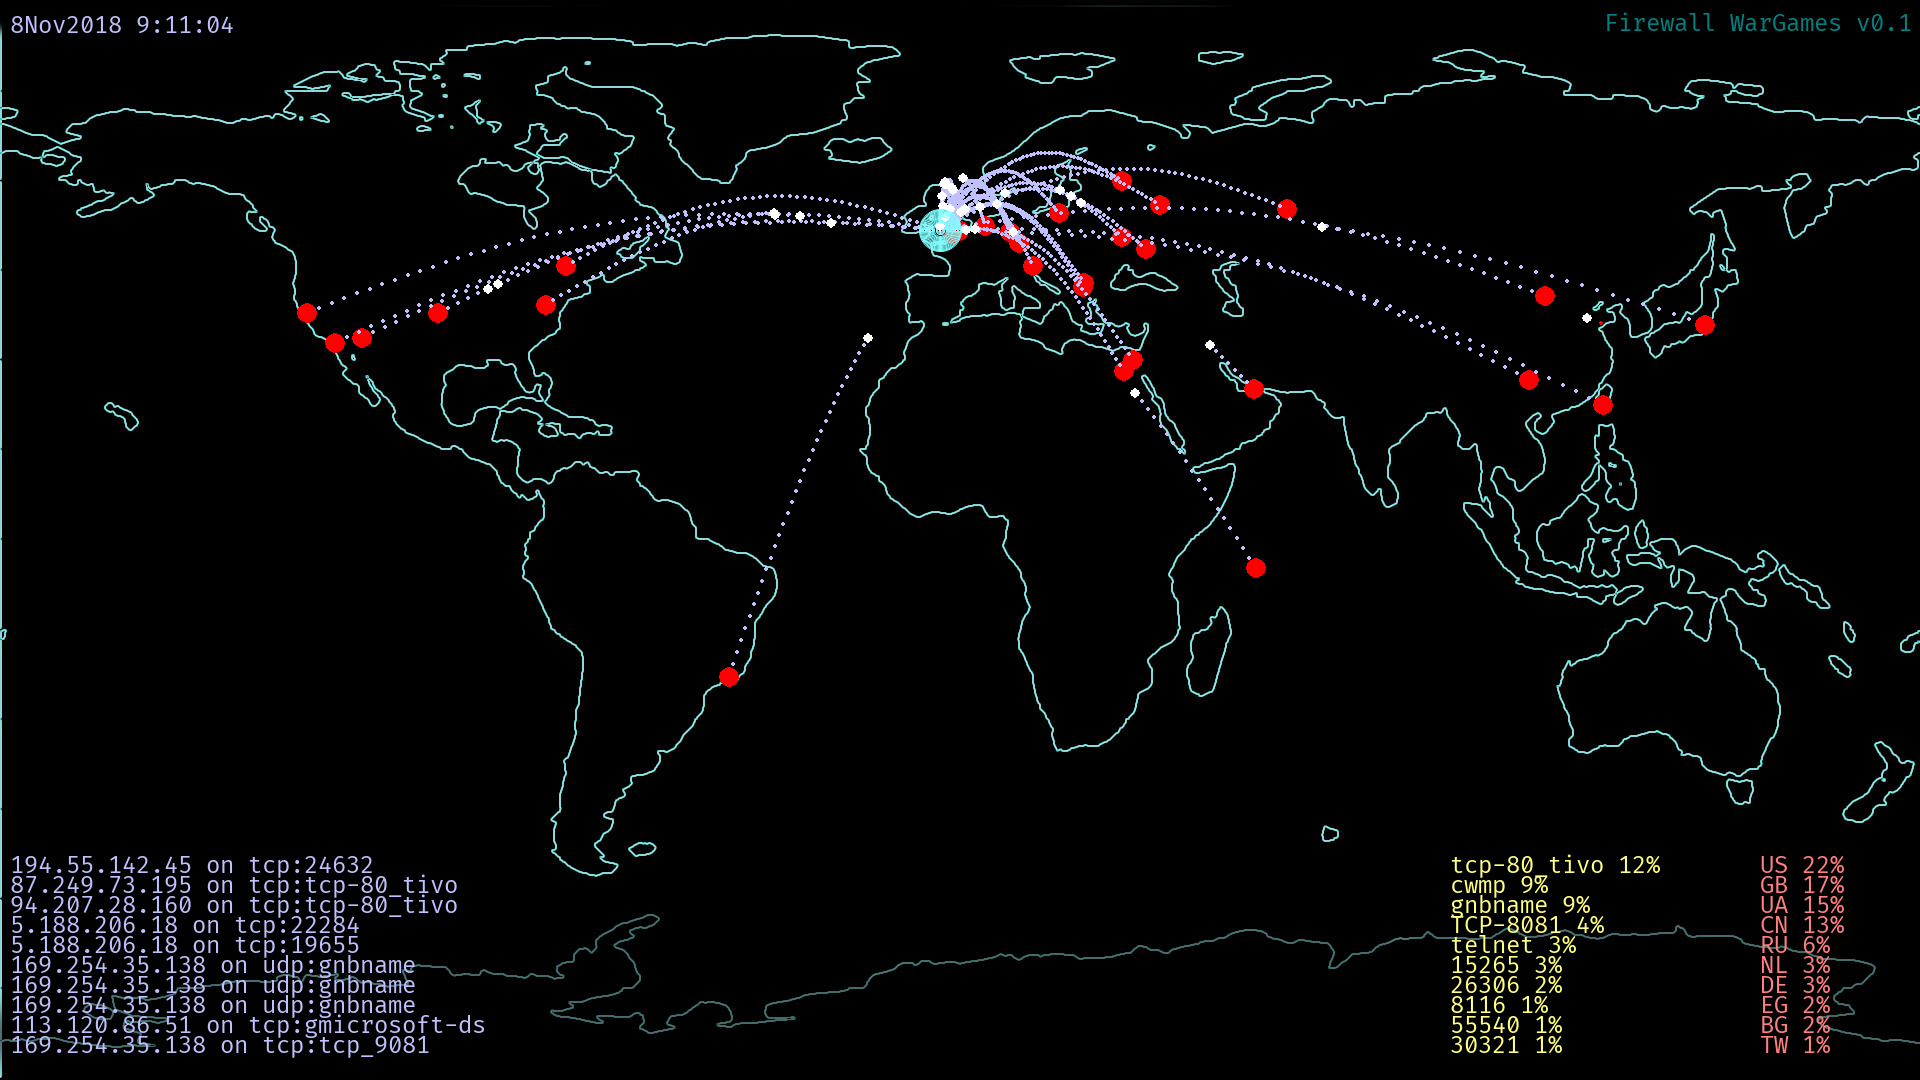 8Nov2018 9:11:04
Firewall WarGames v0.1
194.55.142.45 on tcp:24632
87.249.73.195 on tcp:tcp-80_tivo
94.207.28.160 on tcp:tcp-80_tivo
5.188.206.18 on tcp:22284
5.188.206.18 on tcp:19655
169.254.35.138 on udp:gnbname
169.254.35.138 on udp:gnbname
169.254.35.138 on udp:gnbname
113.120.86.51 on tcp:gmicrosoft-ds
169.254.35.138 on tcp:tcp_9081
tcp-80_tivo 12%
cwmp 9%
gnbname 9%
TCP-8081 4%
telnet 3%
15265 3%
26306 2%
8116 1%
55540 1%
30321 1%
US 22%
GB 17%
UA 15%
CN 13%
RU 6%
NL 3%
DE 3%
EG 2%
BG 2%
TW 1%